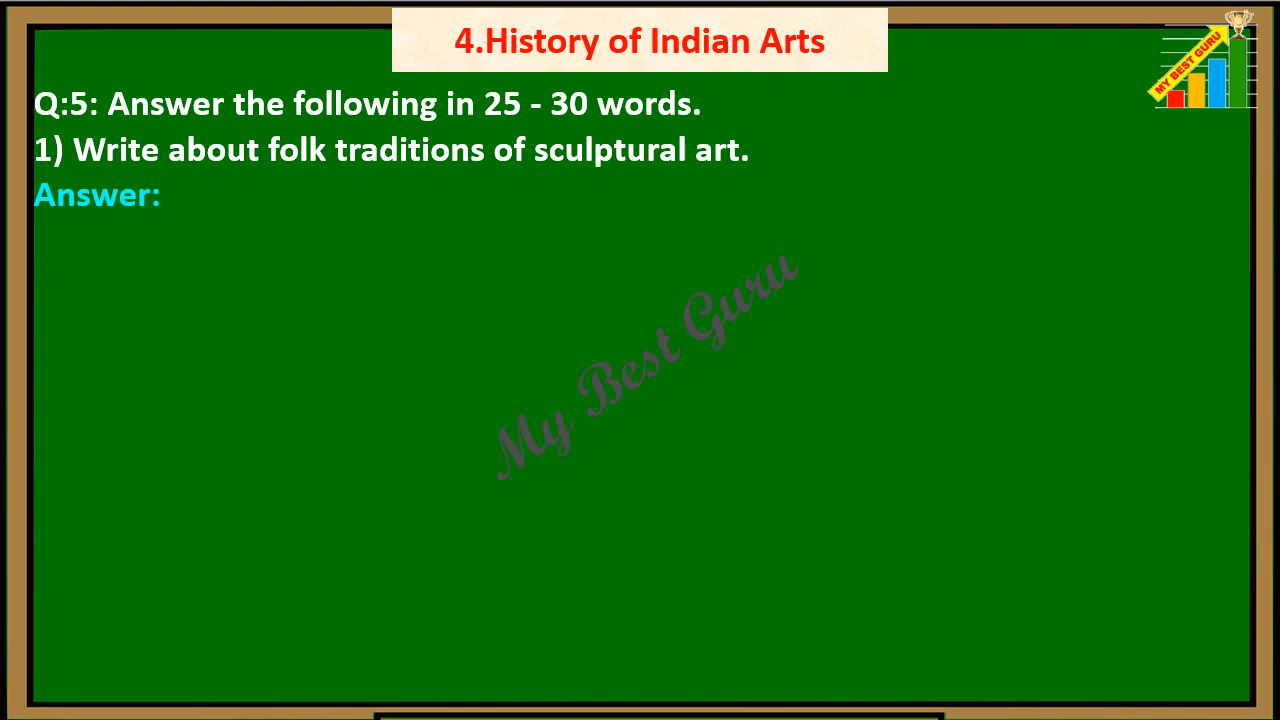 4.History of Indian Arts
MY BEST GURU
Q:5: Answer the following in 25 - 30 words.
1) Write about folk traditions of sculptural art.
Answer:
My Best Guru